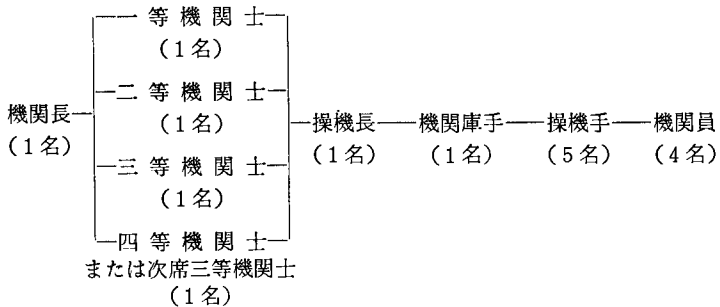 一等機関士
(1名)
二等機関士
(1名)
機関長
(1名)
三等機関士
(1名)
四等機関士
または次席三等機関士
(1名)
操機長 機関庫手 操機手 機関員
(1名) (1名) (5名) (4名)